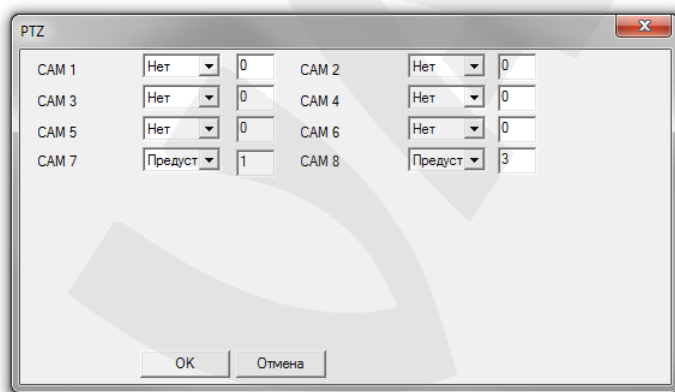 PTZ
CAM 1 Нет 0 CAM 2 Нет 0
CAM 3 Нет 0 CAM 4 Нет 0
CAM 5 Нет 0 CAM 6 Нет 0
CAM 7 Предуст 1 CAM 8 Предуст 3
OK Отмена